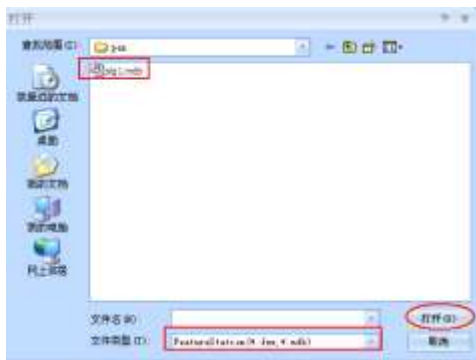 打开
查找范围(I):
我最近的文档
桌面
我的文档
我的电脑
网上邻居
文件名(N)
文件类型(T):
打开(O)
取消